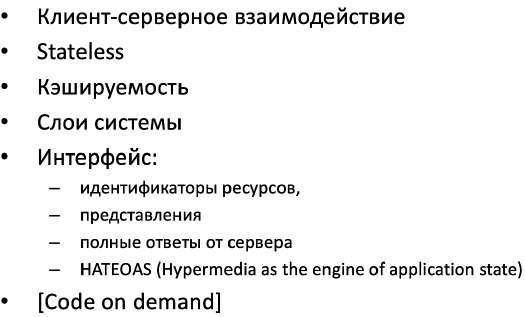 • Клиент-серверное взаимодействие
• Stateless
• Кэшируемость
• Слои системы
• Интерфейс:
– идентификаторы ресурсов,
– представления
– полные ответы от сервера
– HATEOAS (Hypermedia as the engine of application state)
• [Code on demand]